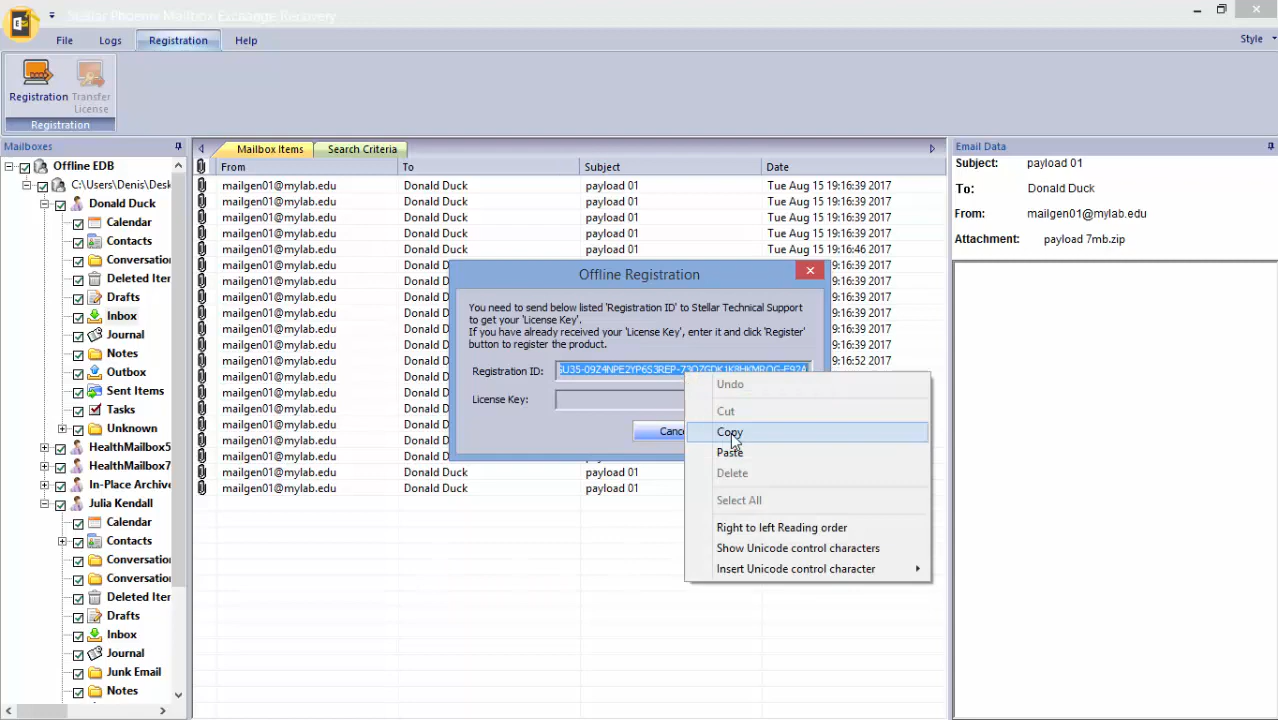 Stellar Phoenix Mailbox Exchange Recovery
File Logs Registration Help
Style
Registration
Transfer License
Registration
Mailboxes
Offline EDB
C:\Users\Denis\Desk
Donald Duck
Calendar
Contacts
Conversatio
Deleted Iter
Drafts
Inbox
Journal
Notes
Outbox
Sent Items
Tasks
Unknown
HealthMailbox5
HealthMailbox7
In-Place Archive
Julia Kendall
Calendar
Contacts
Conversatio
Conversatio
Deleted Iter
Drafts
Inbox
Journal
Junk Email
Notes
Mailbox Items Search Criteria
From To Subject Date
mailgen01@mylab.edu Donald Duck payload 01 Tue Aug 15 19:16:39 2017
mailgen01@mylab.edu Donald Duck payload 01 Tue Aug 15 19:16:39 2017
mailgen01@mylab.edu Donald Duck payload 01 Tue Aug 15 19:16:39 2017
mailgen01@mylab.edu Donald Duck payload 01 Tue Aug 15 19:16:39 2017
mailgen01@mylab.edu Donald Duck payload 01 Tue Aug 15 19:16:46 2017
mailgen01@mylab.edu Donald D 9:16:39 2017
mailgen01@mylab.edu Donald D 9:16:39 2017
mailgen01@mylab.edu Donald D 9:16:39 2017
mailgen01@mylab.edu Donald D 9:16:39 2017
mailgen01@mylab.edu Donald D 9:16:39 2017
mailgen01@mylab.edu Donald D 9:16:39 2017
mailgen01@mylab.edu Donald D 9:16:52 2017
mailgen01@mylab.edu Donald D
mailgen01@mylab.edu Donald D
mailgen01@mylab.edu Donald D
mailgen01@mylab.edu Donald D
mailgen01@mylab.edu Donald D
mailgen01@mylab.edu Donald D
mailgen01@mylab.edu Donald Duck payload 01
mailgen01@mylab.edu Donald Duck payload 01
Offline Registration
You need to send below listed 'Registration ID' to Stellar Technical Support
to get your 'License Key'.
If you have already received your 'License Key', enter it and click 'Register'
button to register the product.
Registration ID:
License Key:
Cance
Undo
Cut
Copy
Paste
Delete
Select All
Right to left Reading order
Show Unicode control characters
Insert Unicode control character
Email Data
Subject: payload 01
To: Donald Duck
From: mailgen01@mylab.edu
Attachment: payload 7mb.zip